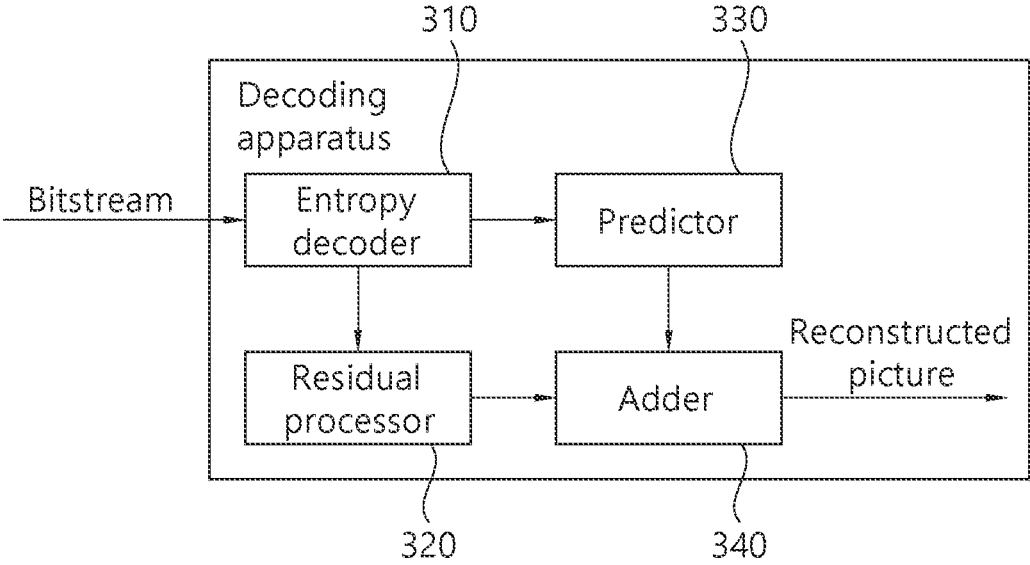 310
330
Decoding
apparatus
Bitstream
Entropy
decoder
Predictor
Residual
processor
Adder
Reconstructed
picture
320
340